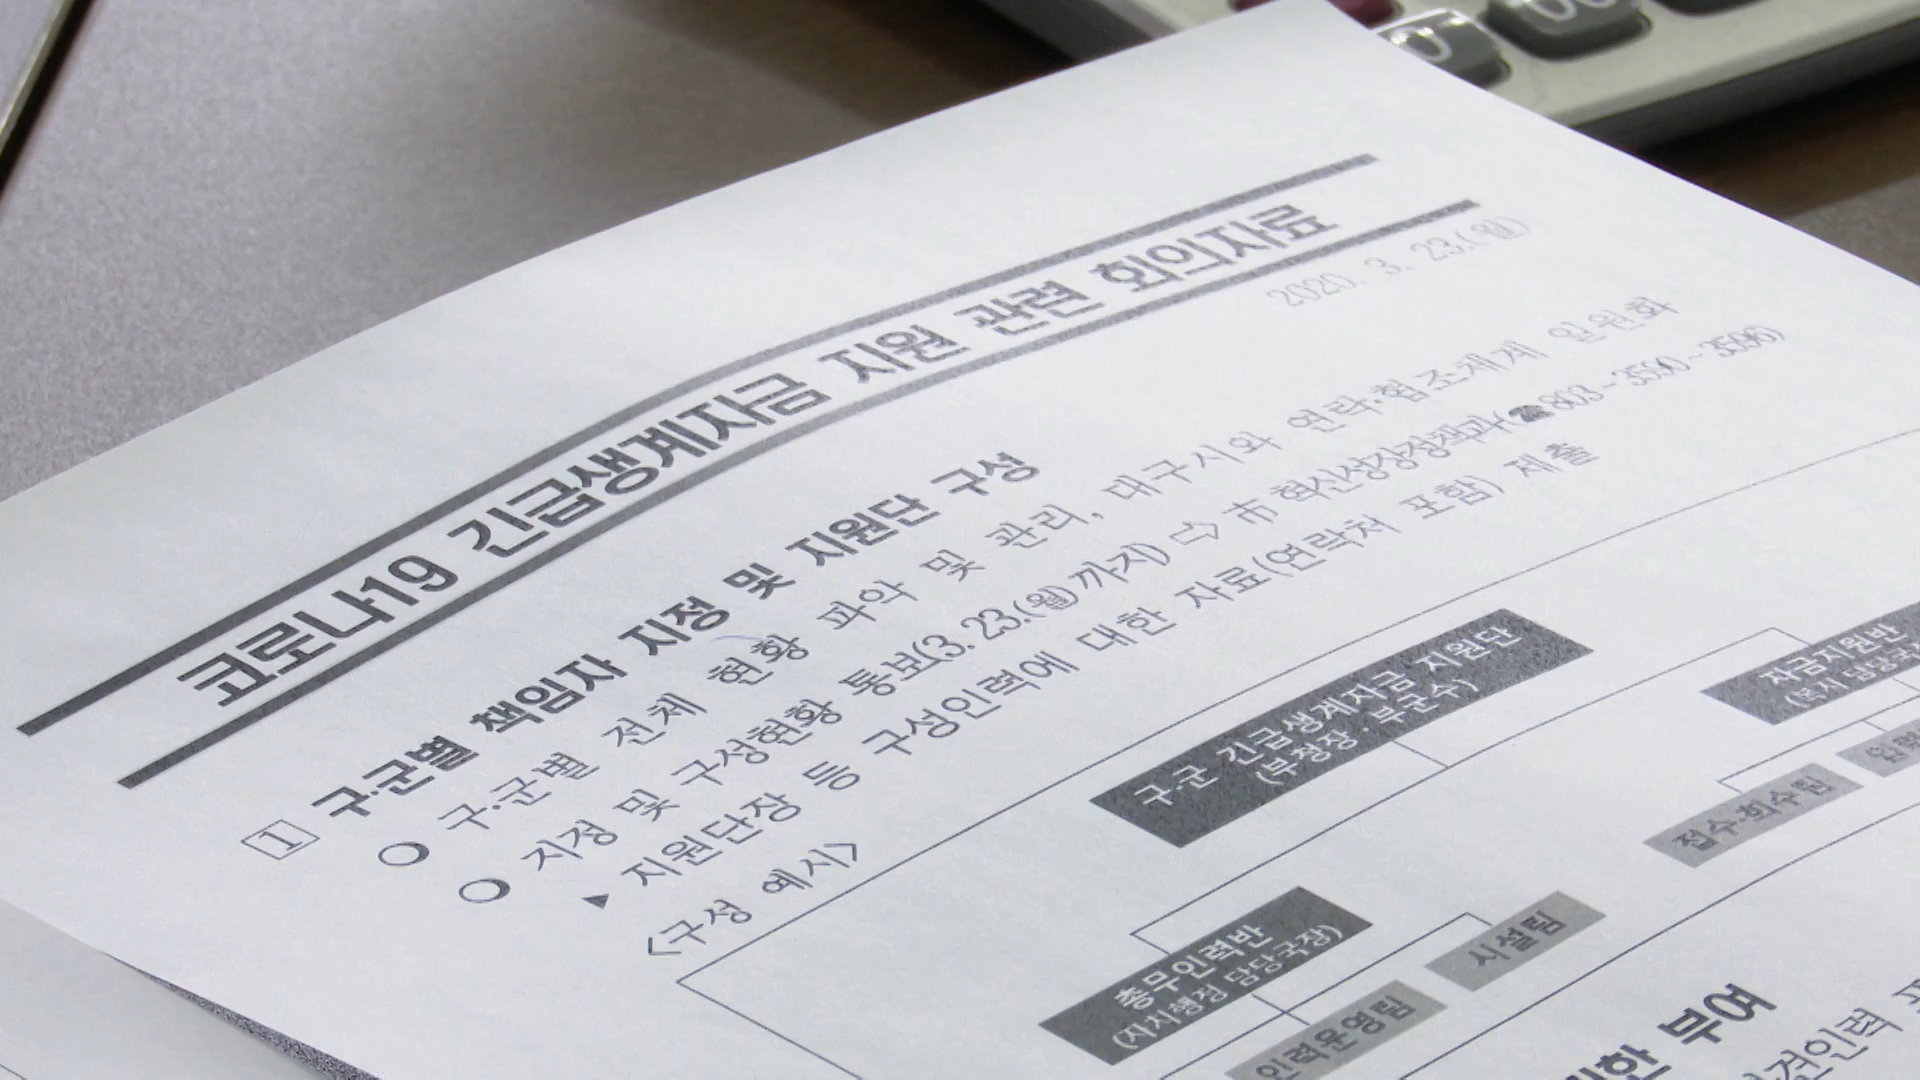 코로나19 긴급생계자금 지원 관련 회의자료
2020. 3. 23.(월)
1 구·군별 책임자 지정 및 지원단 구성
○ 구·군별 전체 현황 파악 및 관리, 대구시와 연락·협조체계 일원화
○ 지정 및 구성현황 통보(3. 23.(월)까지) ⇨ 市 혁신성장정책과(☎803-3590~3596)
▶ 지원단장 등 구성인력에 대한 자료(연락처 포함) 제출
<구성 예시>
구·군 긴급생계자금 지원단
(부청장·부군수)
자금지원반
접수·회수팀
총무인력반
(자치행정 담당국장)
시설팀
인력운영팀
부여